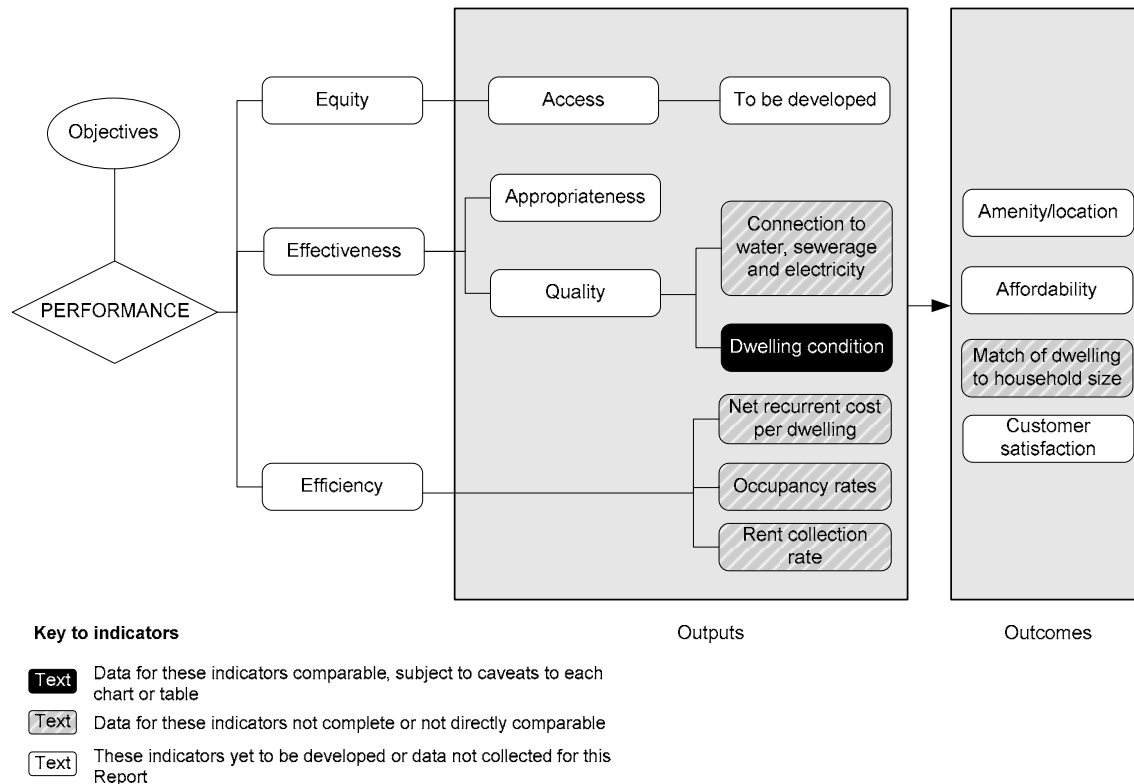 Objectives
PERFORMANCE
Equity
Access
To be developed
Effectiveness
Appropriateness
Quality
Connection to
water, sewerage
and electricity
Dwelling condition
Efficiency
Net recurrent cost
per dwelling
Occupancy rates
Rent collection
rate
Amenity/location
Affordability
Match of dwelling
to household size
Customer
satisfaction
Outputs
Outcomes
Key to indicators
Text
Data for these indicators comparable, subject to caveats to each
chart or table
Text
Data for these indicators not complete or not directly comparable
Text
These indicators yet to be developed or data not collected for this
Report